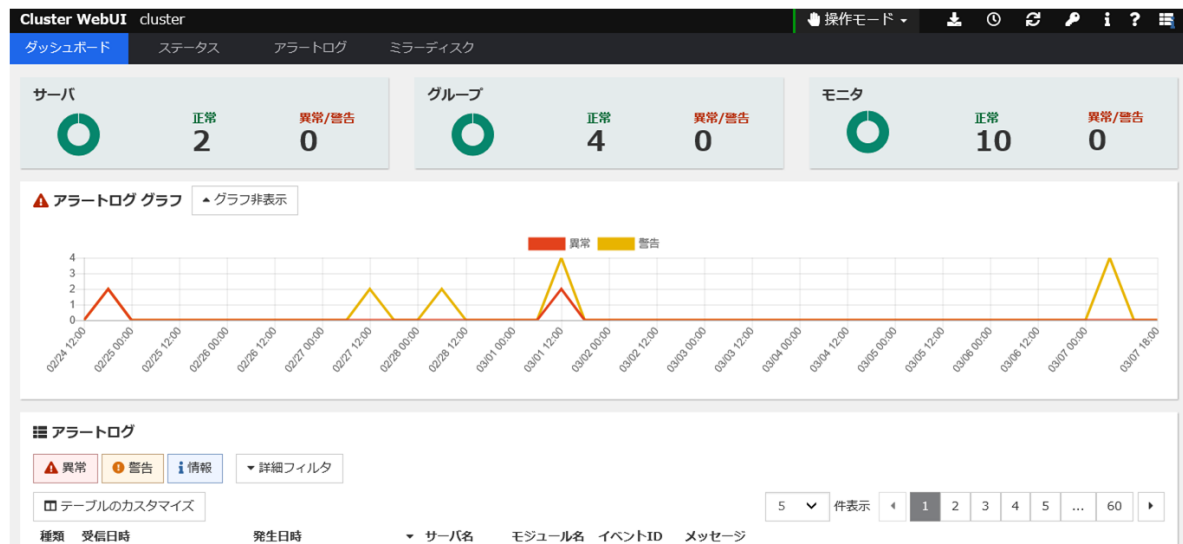 Cluster WebUI cluster 操作モード
ダッシュボード ステータス アラートログ ミラーディスク
サーバ グループ モニタ
正常 異常/警告 正常 異常/警告 正常 異常/警告
2 0 4 0 10 0
アラートログ グラフ グラフ非表示
異常 警告
4
3
2
1
0
02/24 12:00 02/25 00:00 02/25 12:00 02/26 00:00 02/26 12:00 02/27 00:00 02/27 12:00 02/28 00:00 02/28 12:00 03/01 00:00 03/01 12:00 03/02 00:00 03/02 12:00 03/03 00:00 03/03 12:00 03/04 00:00 03/04 12:00 03/05 00:00 03/05 12:00 03/06 00:00 03/06 12:00 03/07 00:00 03/07 18:00
アラートログ
異常 警告 情報 詳細フィルタ
テーブルのカスタマイズ 5 件表示 1 2 3 4 5 ... 60
種類 受信日時 発生日時 サーバ名 モジュール名 イベントID メッセージ